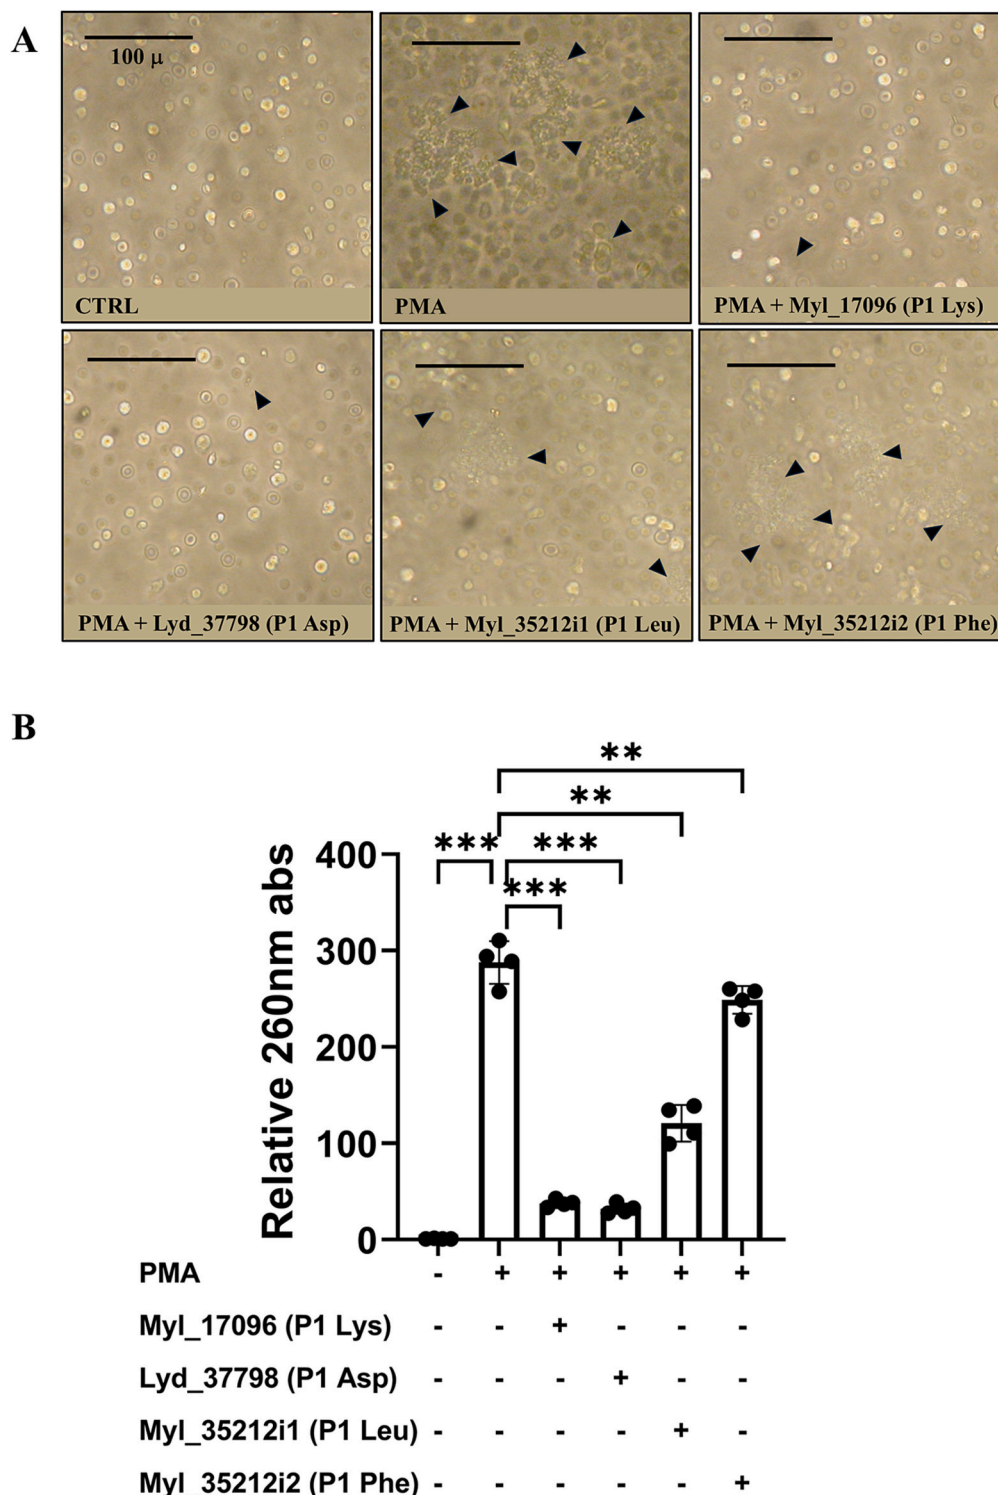 A
100 μ
CTRL
PMA
PMA + Myl_17096 (P1 Lys)
PMA + Lyd_37798 (P1 Asp)
PMA + Myl_35212i1 (P1 Leu)
PMA + Myl_35212i2 (P1 Phe)
B
**
**
*** ***
***
Relative 260nm abs
400
300
200
100
0
PMA - + + + + +
Myl_17096 (P1 Lys) - - + - - -
Lyd_37798 (P1 Asp) - - - + - -
Myl_35212i1 (P1 Leu) - - - - + -
Myl_35212i2 (P1 Phe) - - - - - +